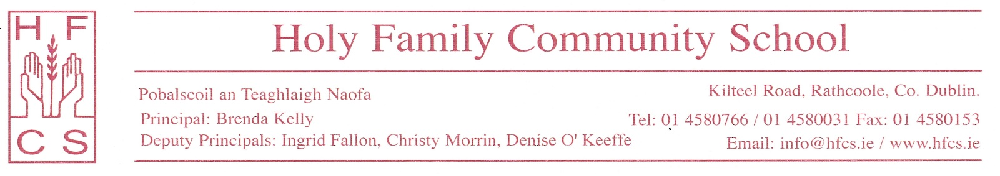 H F
C S
Holy Family Community School
Pobalscoil an Teaghlaigh Naofa
Kilteel Road, Rathcoole, Co. Dublin.
Principal: Brenda Kelly
Tel: 01 4580766 / 01 4580031 Fax: 01 4580153
Deputy Principals: Ingrid Fallon, Christy Morrin, Denise O' Keeffe
Email: info@hfcs.ie / www.hfcs.ie